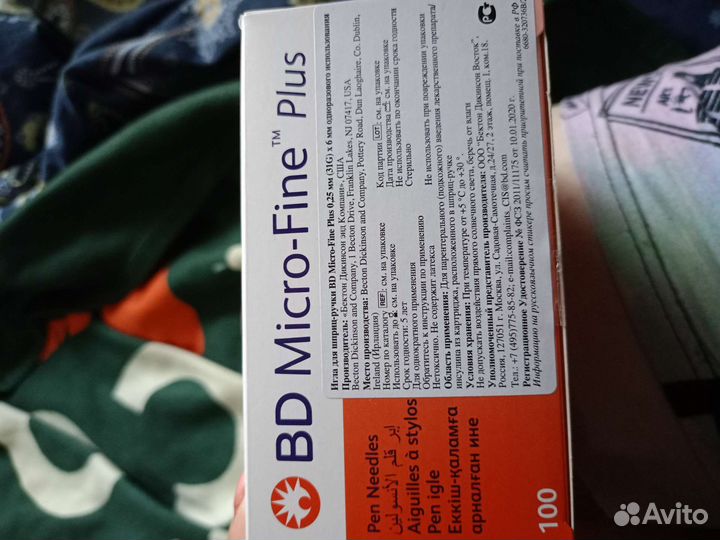 BD Micro-Fine™ Plus
Игла для шприц-ручки BD Micro-Fine Plus 0,25 мм (31G) x 6 мм одноразового использования
Производитель: «Бектон Дикинсон энд Компани», США
Becton Dickinson and Company, 1 Becton Drive, Franklin Lakes, NJ 07417, USA
Место производства: Becton Dickinson and Company, Pottery Road, Dun Laoghaire, Co. Dublin,
Ireland (Ирландия)
Номер по каталогу REF: см. на упаковке
Использовать до см. на упаковке
Срок годности: 5 лет
Для однократного применения
Обратитесь к инструкции по применению
Нетоксично. Не содержит латекса
Код партии LOT: см. на упаковке
Дата производства см. на упаковке
Не использовать по окончании срока годности
Стерильно
Не использовать при повреждении упаковки
Область применения: Для парентерального (подкожного) введения лекарственного препарата/
инсулина из картриджа, расположенного в шприц-ручке
Условия хранения: При температуре от +5 °C до +30 °.
Не допускать воздействия прямого солнечного света, беречь от влаги
Уполномоченный представитель производителя: ООО "Бектон Дикинсон Восток",
Россия, 127051 г. Москва, ул. Садовая-Самотечная, д.24/27, 2 этаж, помещ. I, ком.18,
Тел.: +7 (495)775-85-82; e-mail:complaints_CIS@bd.com
Регистрационное Удостоверение № ФСЗ 2011/11175 от 10.01.2020 г.
Информацию на русскоязычном стикере просим считать приоритетной при поставке в РФ
Pen Needles
إبر قلم الأنسولين
Aiguilles à stylos
Pen igle
Еккіш-қаламға
арналған ине
100
Avito